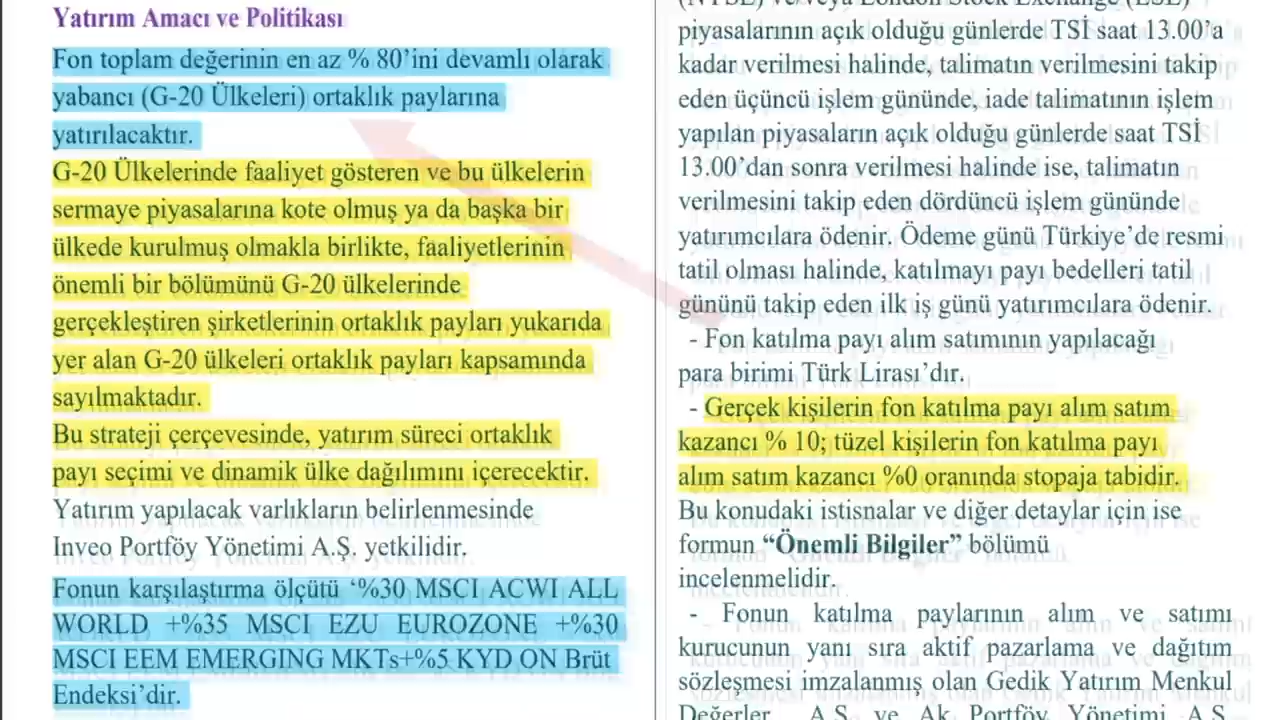 Yatırım Amacı ve Politikası
Fon toplam değerinin en az % 80’ini devamlı olarak
yabancı (G-20 Ülkeleri) ortaklık paylarına
yatırılacaktır.
G-20 Ülkelerinde faaliyet gösteren ve bu ülkelerin
sermaye piyasalarına kote olmuş ya da başka bir
ülkede kurulmuş olmakla birlikte, faaliyetlerinin
önemli bir bölümünü G-20 ülkelerinde
gerçekleştiren şirketlerinin ortaklık payları yukarıda
yer alan G-20 ülkeleri ortaklık payları kapsamında
sayılmaktadır.
Bu strateji çerçevesinde, yatırım süreci ortaklık
payı seçimi ve dinamik ülke dağılımını içerecektir.
Yatırım yapılacak varlıkların belirlenmesinde
Inveo Portföy Yönetimi A.Ş. yetkilidir.
Fonun karşılaştırma ölçütü ‘%30 MSCI ACWI ALL
WORLD +%35 MSCI EZU EUROZONE +%30
MSCI EEM EMERGING MKTs+%5 KYD ON Brüt
Endeksi’dir.
(NYSE) ve/veya London Stock Exchange (LSE)
piyasalarının açık olduğu günlerde TSİ saat 13.00’a
kadar verilmesi halinde, talimatın verilmesini takip
eden üçüncü işlem gününde, iade talimatının işlem
yapılan piyasaların açık olduğu günlerde saat TSİ
13.00’dan sonra verilmesi halinde ise, talimatın
verilmesini takip eden dördüncü işlem gününde
yatırımcılara ödenir. Ödeme günü Türkiye’de resmi
tatil olması halinde, katılmayı payı bedelleri tatil
gününü takip eden ilk iş günü yatırımcılara ödenir.
- Fon katılma payı alım satımının yapılacağı
para birimi Türk Lirası’dır.
- Gerçek kişilerin fon katılma payı alım satım
kazancı % 10; tüzel kişilerin fon katılma payı
alım satım kazancı %0 oranında stopaja tabidir.
Bu konudaki istisnalar ve diğer detaylar için ise
formun “Önemli Bilgiler” bölümü
incelenmelidir.
- Fonun katılma paylarının alım ve satımı
kurucunun yanı sıra aktif pazarlama ve dağıtım
sözleşmesi imzalanmış olan Gedik Yatırım Menkul
Değerler A.Ş. ve Ak Portföy Yönetimi A.Ş.